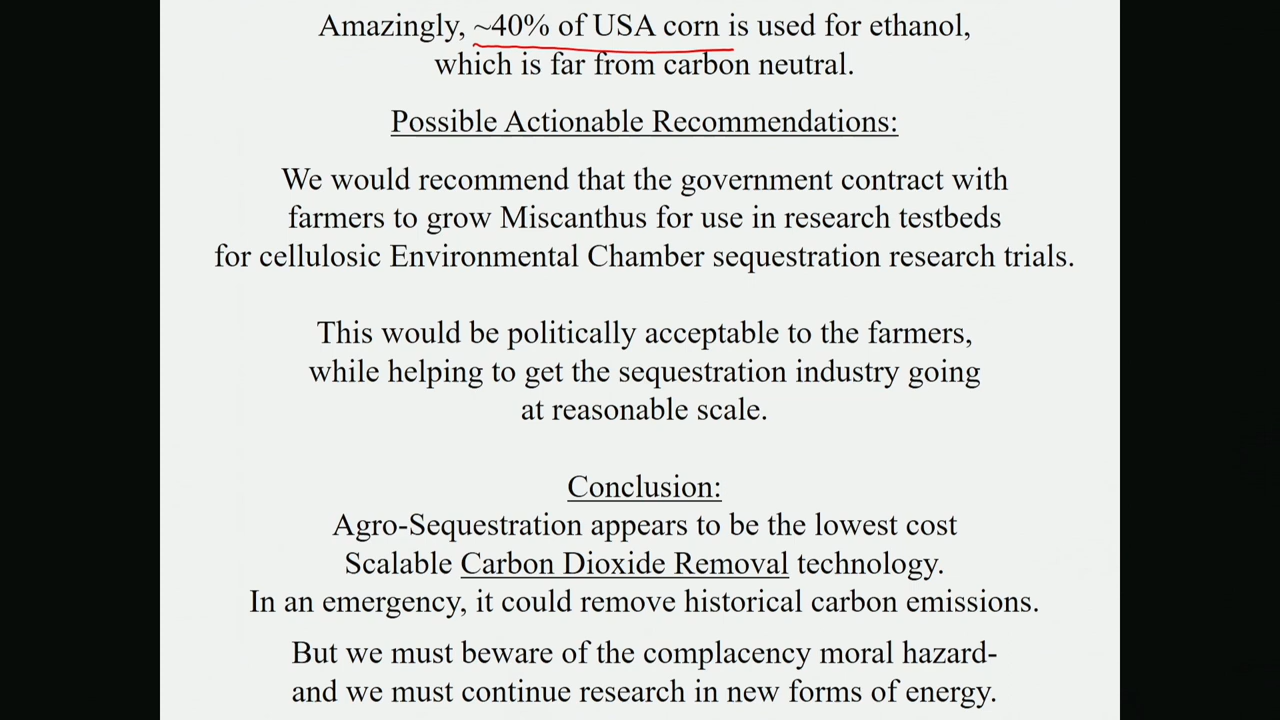 Amazingly, ~40% of USA corn is used for ethanol,
which is far from carbon neutral.
Possible Actionable Recommendations:
We would recommend that the government contract with
farmers to grow Miscanthus for use in research testbeds
for cellulosic Environmental Chamber sequestration research trials.
This would be politically acceptable to the farmers,
while helping to get the sequestration industry going
at reasonable scale.
Conclusion:
Agro-Sequestration appears to be the lowest cost
Scalable Carbon Dioxide Removal technology.
In an emergency, it could remove historical carbon emissions.
But we must beware of the complacency moral hazard-
and we must continue research in new forms of energy.